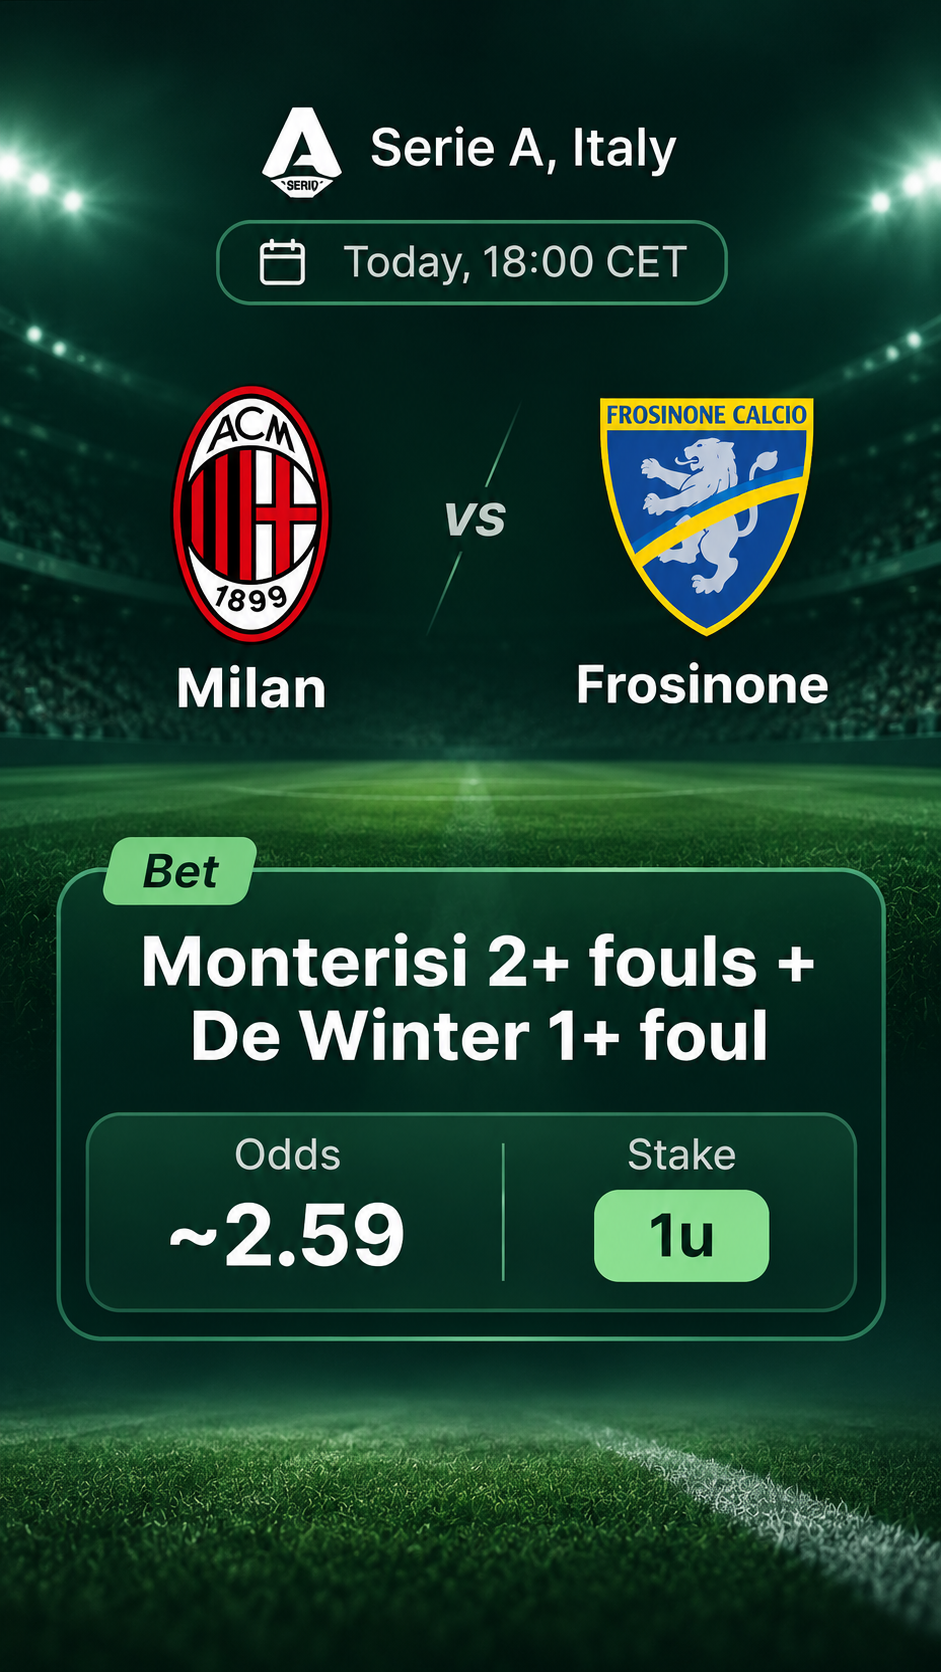 SERIO
Serie A, Italy
Today, 18:00 CET
ACM
1899
FROSINONE CALCIO
VS
Milan
Frosinone
Bet
Monterisi 2+ fouls +
De Winter 1+ foul
Odds
Stake
~2.59
1u